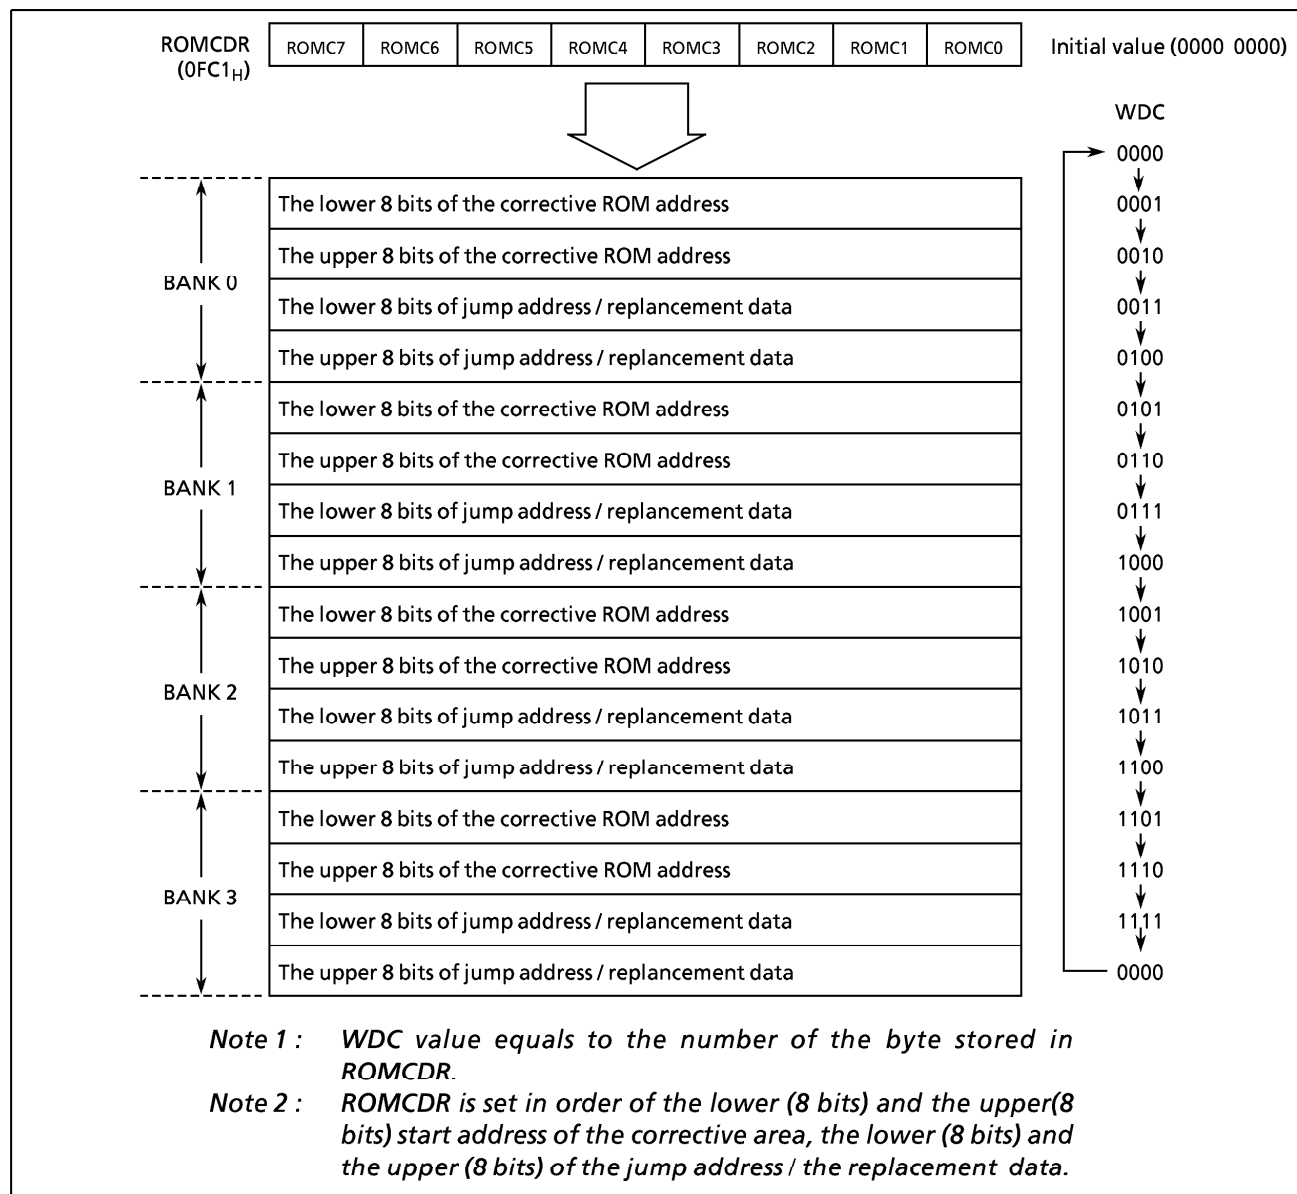 ROMCDR (0FC1H) ROMC7 ROMC6 ROMC5 ROMC4 ROMC3 ROMC2 ROMC1 ROMC0 Initial value (0000 0000)
WDC
0000
The lower 8 bits of the corrective ROM address 0001
The upper 8 bits of the corrective ROM address 0010
BANK 0
The lower 8 bits of jump address / replancement data 0011
The upper 8 bits of jump address / replancement data 0100
The lower 8 bits of the corrective ROM address 0101
The upper 8 bits of the corrective ROM address 0110
BANK 1
The lower 8 bits of jump address / replancement data 0111
The upper 8 bits of jump address / replancement data 1000
The lower 8 bits of the corrective ROM address 1001
The upper 8 bits of the corrective ROM address 1010
BANK 2
The lower 8 bits of jump address / replancement data 1011
The upper 8 bits of jump address / replancement data 1100
The lower 8 bits of the corrective ROM address 1101
The upper 8 bits of the corrective ROM address 1110
BANK 3
The lower 8 bits of jump address / replancement data 1111
The upper 8 bits of jump address / replancement data 0000
Note 1 : WDC value equals to the number of the byte stored in
ROMCDR.
Note 2 : ROMCDR is set in order of the lower (8 bits) and the upper(8
bits) start address of the corrective area, the lower (8 bits) and
the upper (8 bits) of the jump address / the replacement data.